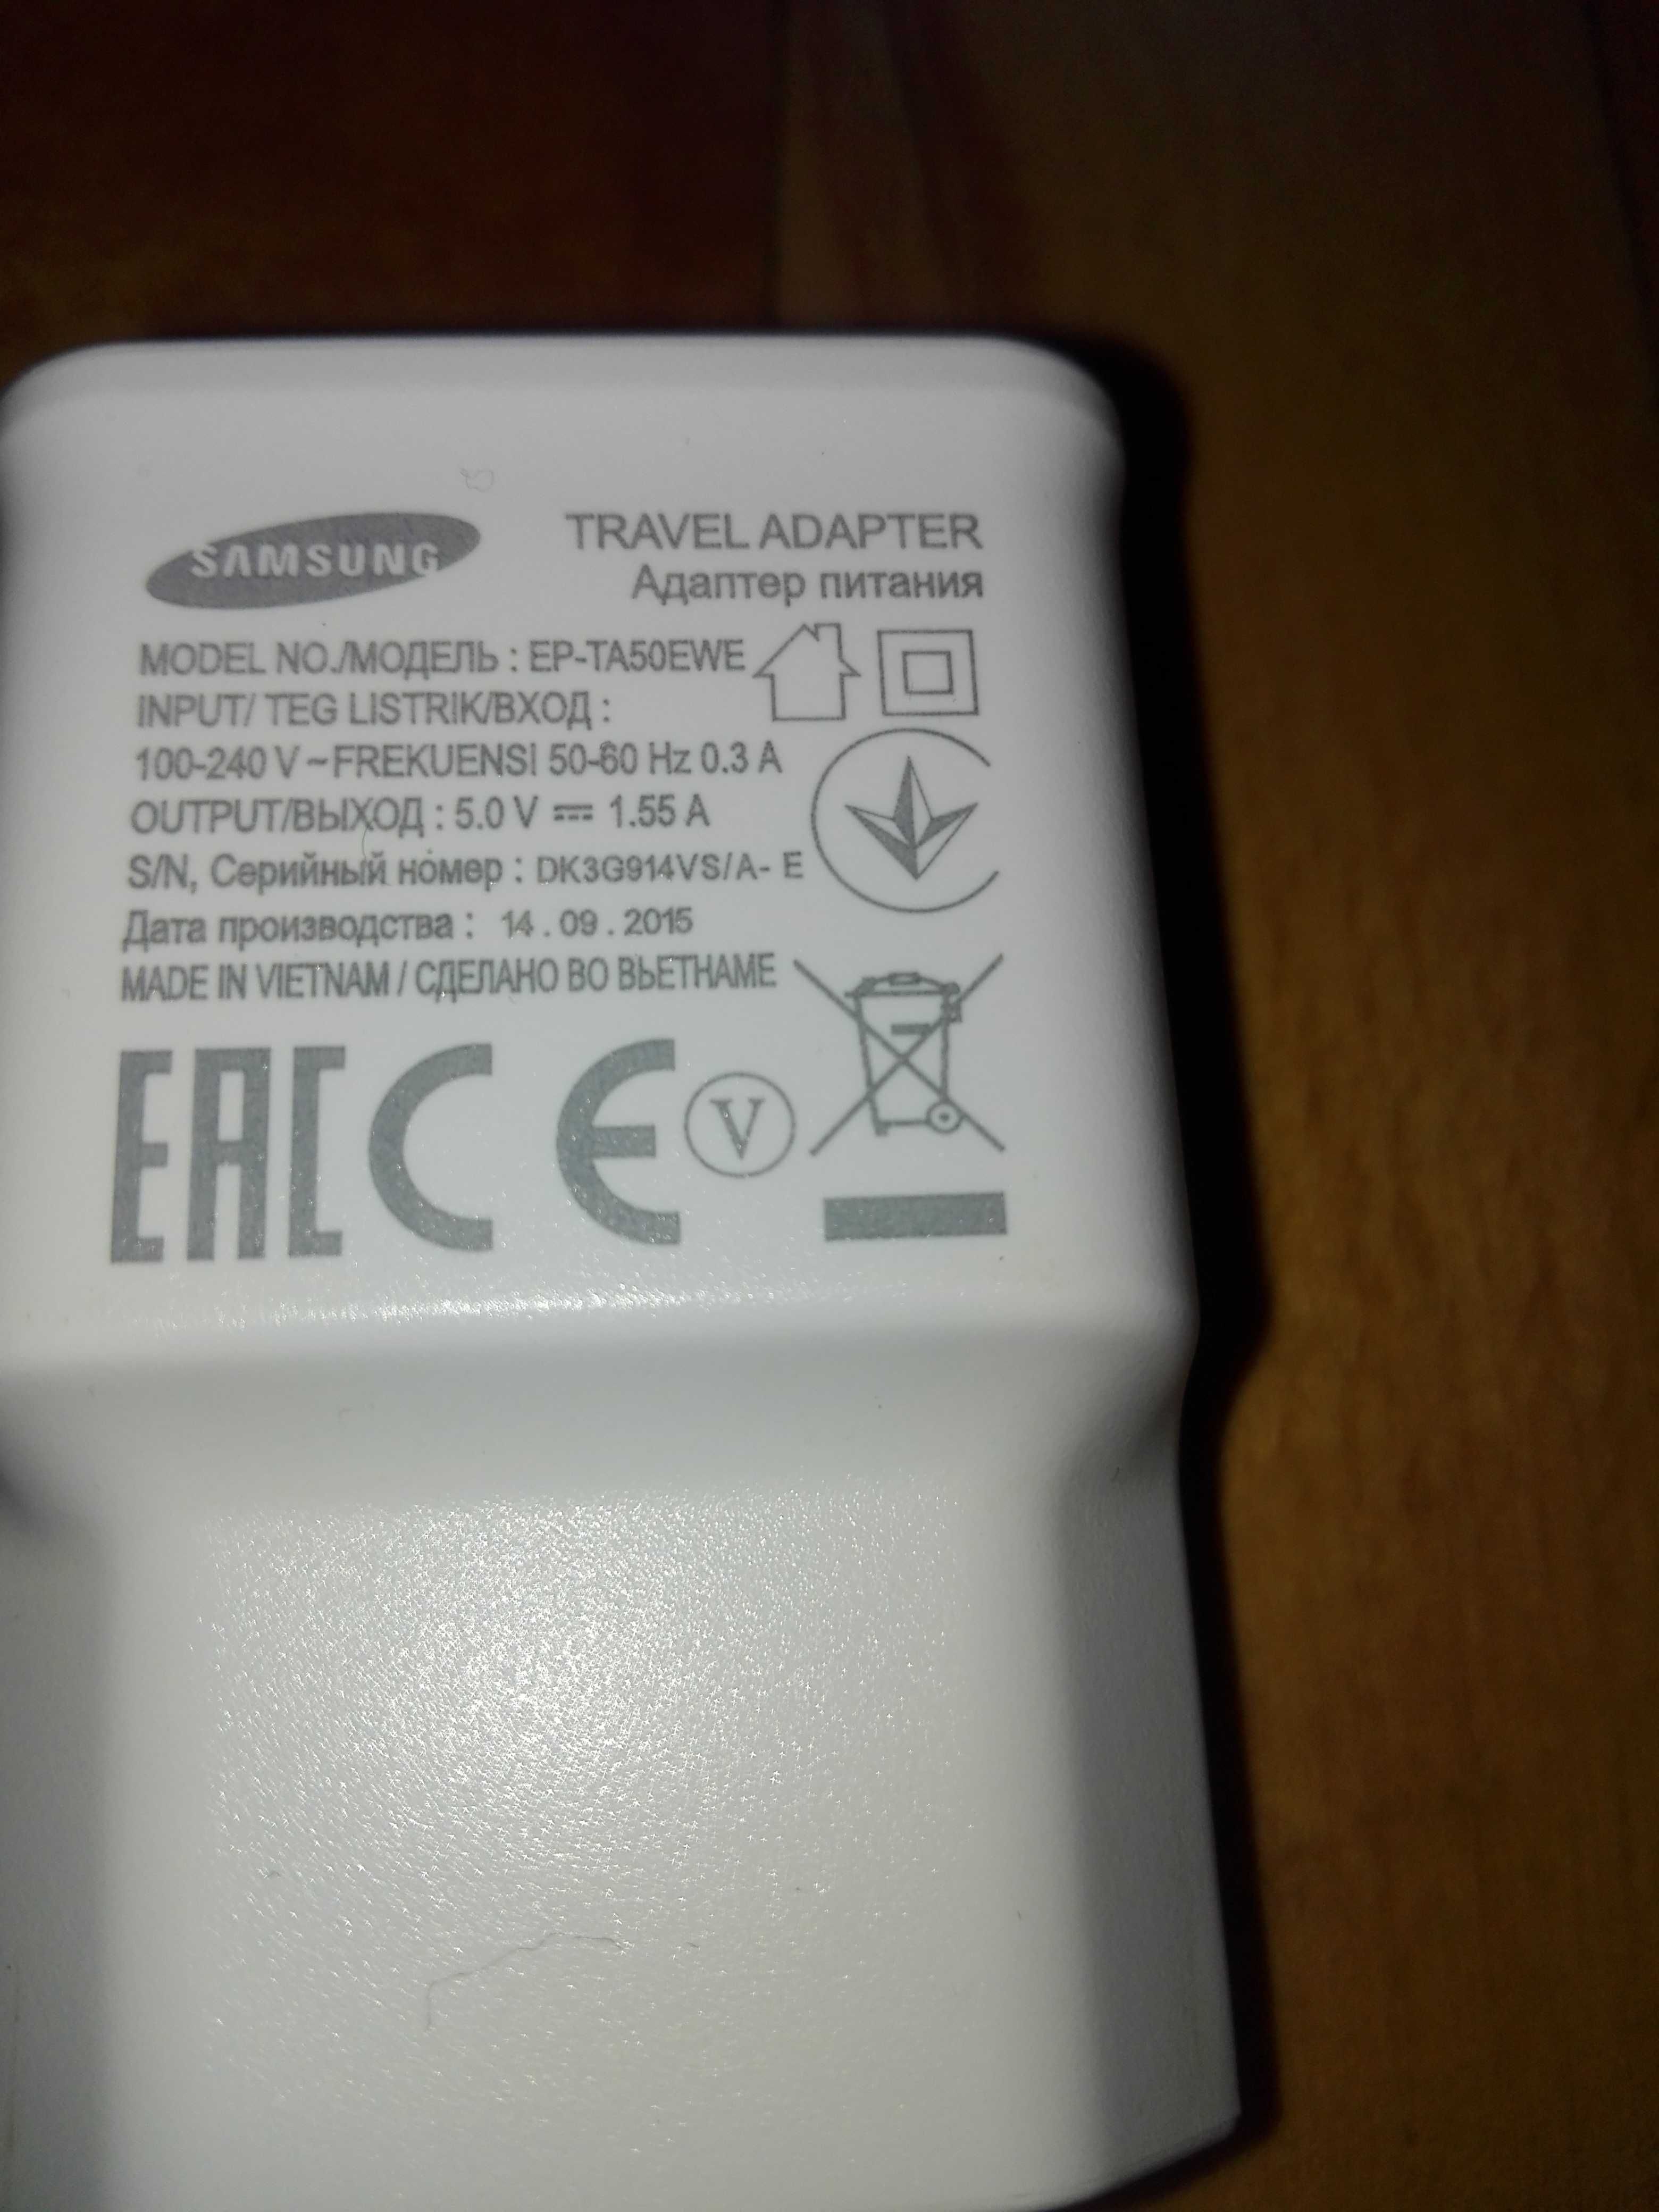 SAMSUNG
TRAVEL ADAPTER
Адаптер питания
MODEL NO./МОДЕЛЬ : EP-TA50EWE
INPUT/ TEG LISTRIK/ВХОД :
100-240 V ~ FREKUENSI 50-60 Hz 0.3 A
OUTPUT/ВЫХОД : 5.0 V ⎓ 1.55 A
S/N, Серийный номер : DK3G914VS/A- E
Дата производства : 14 . 09 . 2015
MADE IN VIETNAM / СДЕЛАНО ВО ВЬЕТНАМЕ
EAC CE V